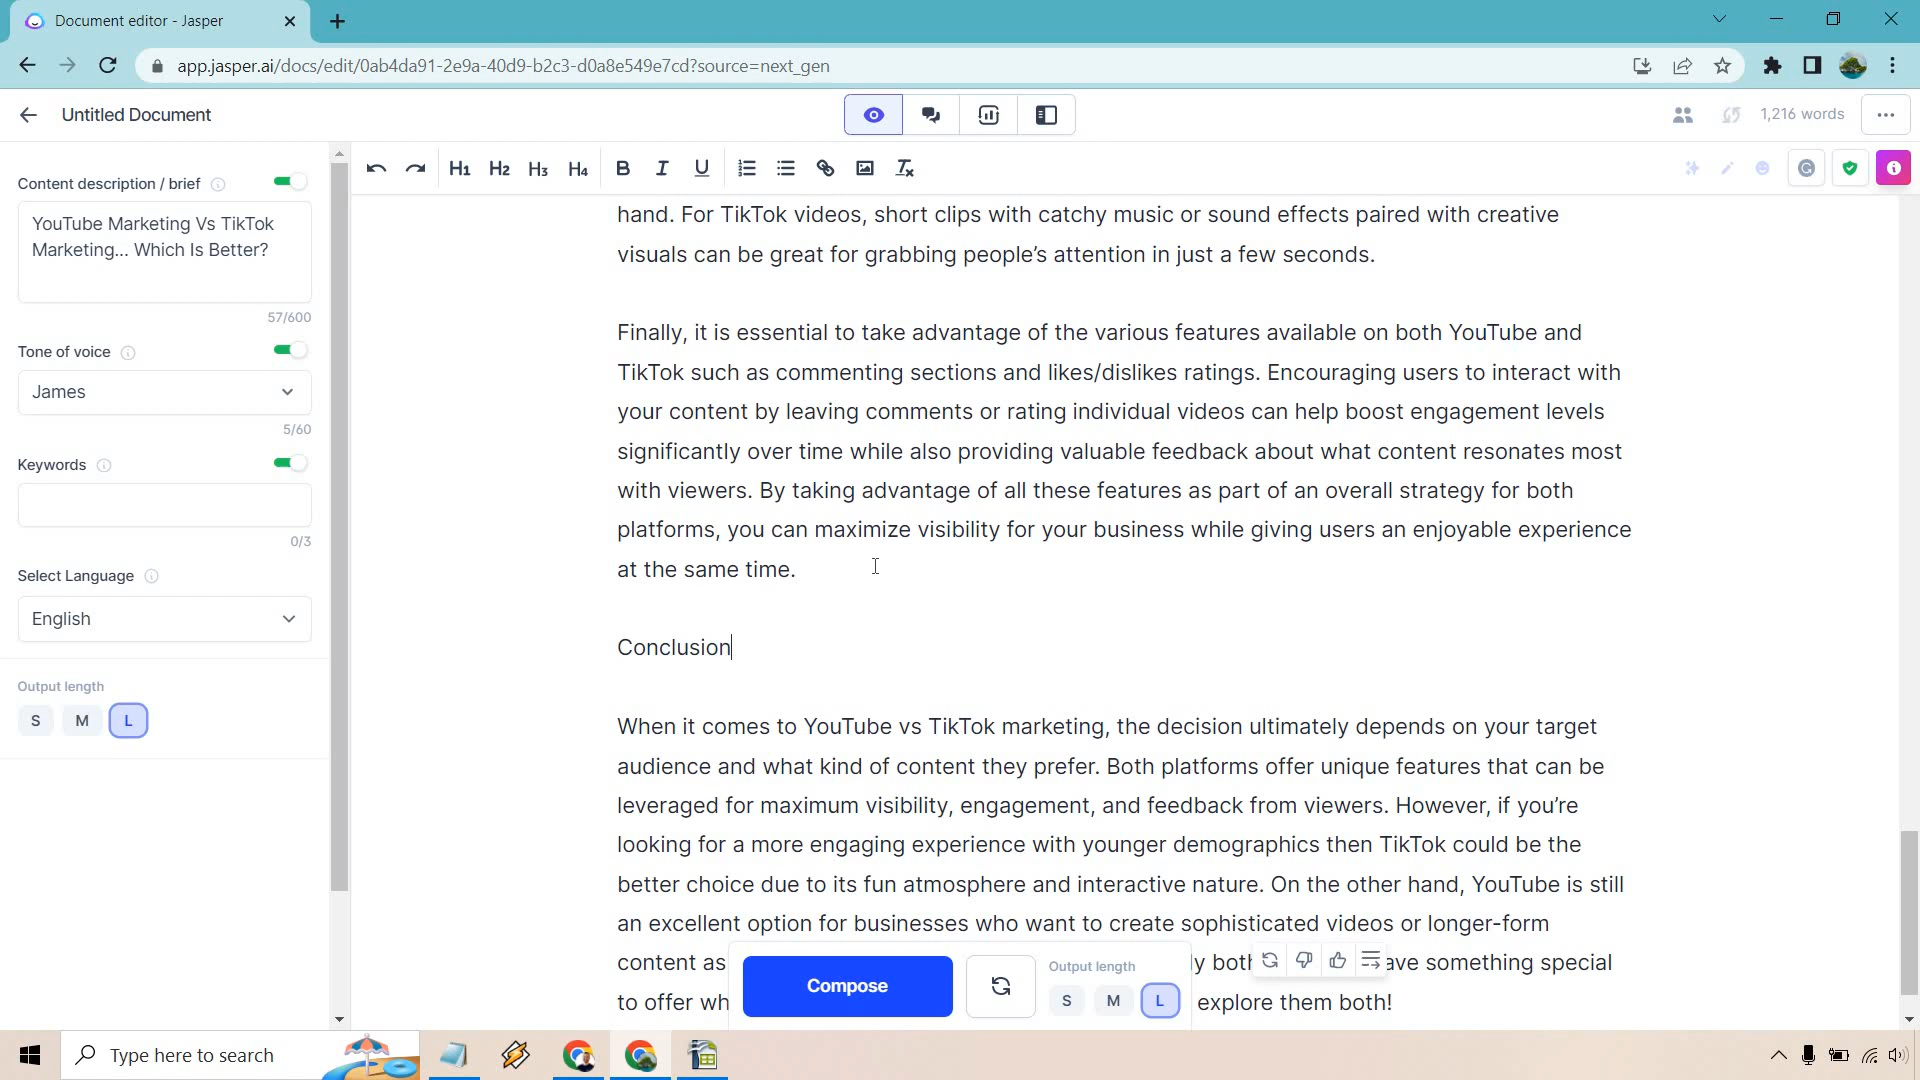 Document editor - Jasper
app.jasper.ai/docs/edit/0ab4da91-2e9a-40d9-b2c3-d0a8e549e7cd?source=next_gen
Untitled Document
1,216 words
H1 H2 H3 H4 B I U
Content description / brief
YouTube Marketing Vs TikTok
Marketing... Which Is Better?
57/600
Tone of voice
James
5/60
Keywords
0/3
Select Language
English
Output length
S M L
hand. For TikTok videos, short clips with catchy music or sound effects paired with creative
visuals can be great for grabbing people’s attention in just a few seconds.
Finally, it is essential to take advantage of the various features available on both YouTube and
TikTok such as commenting sections and likes/dislikes ratings. Encouraging users to interact with
your content by leaving comments or rating individual videos can help boost engagement levels
significantly over time while also providing valuable feedback about what content resonates most
with viewers. By taking advantage of all these features as part of an overall strategy for both
platforms, you can maximize visibility for your business while giving users an enjoyable experience
at the same time.
Conclusion
When it comes to YouTube vs TikTok marketing, the decision ultimately depends on your target
audience and what kind of content they prefer. Both platforms offer unique features that can be
leveraged for maximum visibility, engagement, and feedback from viewers. However, if you’re
looking for a more engaging experience with younger demographics then TikTok could be the
better choice due to its fun atmosphere and interactive nature. On the other hand, YouTube is still
an excellent option for businesses who want to create sophisticated videos or longer-form
content as something special
to offer explore them both!
Compose
Output length
S M L
Type here to search